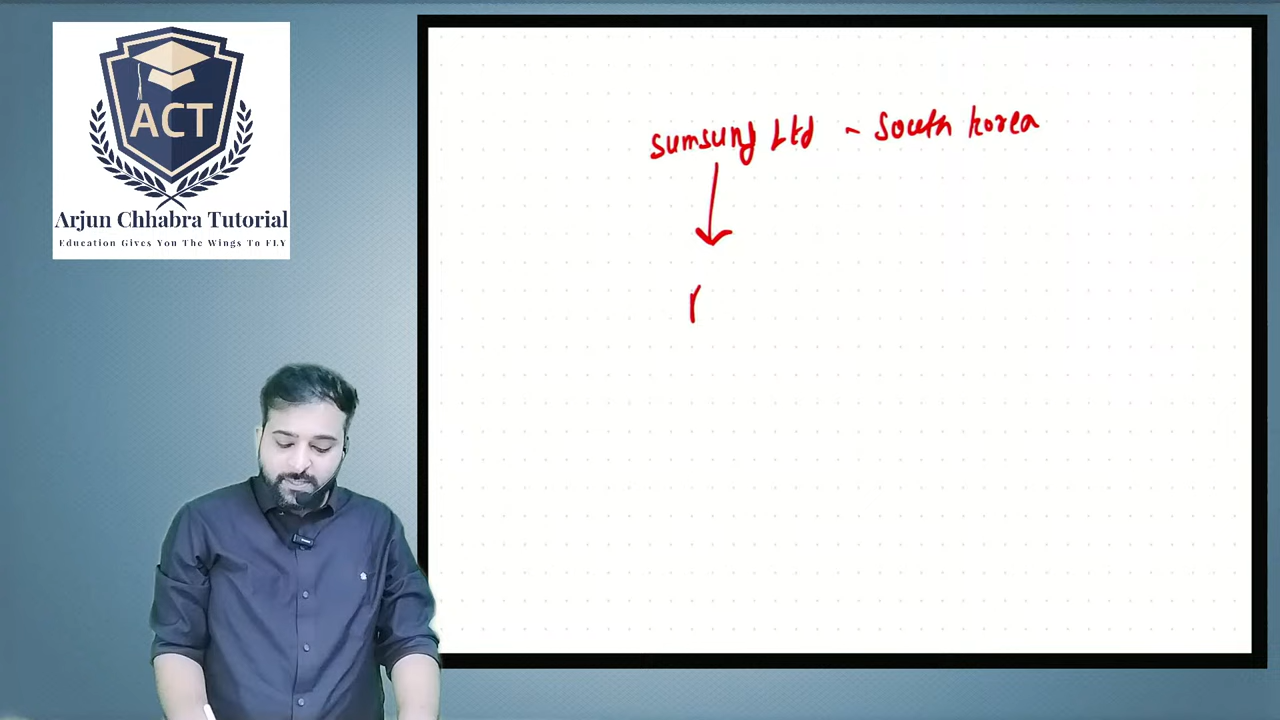 ACT
Arjun Chhabra Tutorial
Education Gives You The Wings To FLY
sumsung Ltd - South korea